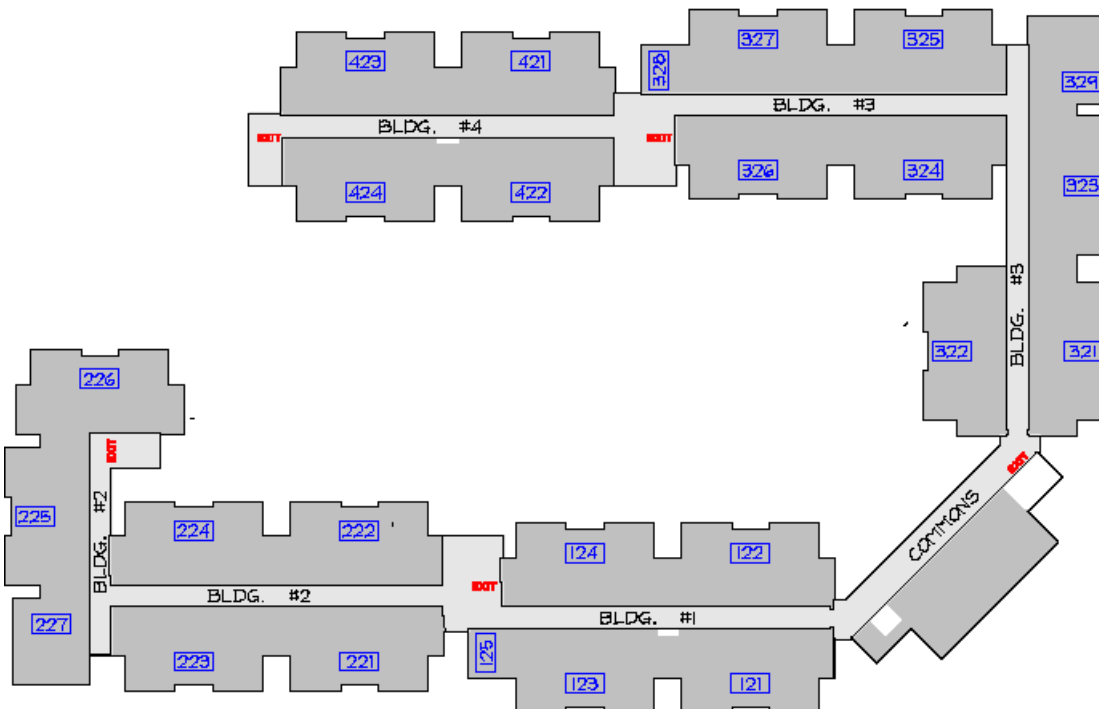 327
325
423
421
328
329
BLDG. #3
BLDG. #4
EXIT
EXIT
326
324
323
424
422
BLDG. #3
322
321
226
EXIT
EXIT
BLDG. #2
COMMONS
225
224
222
124
122
EXIT
BLDG. #2
BLDG. #1
227
125
223
221
123
121